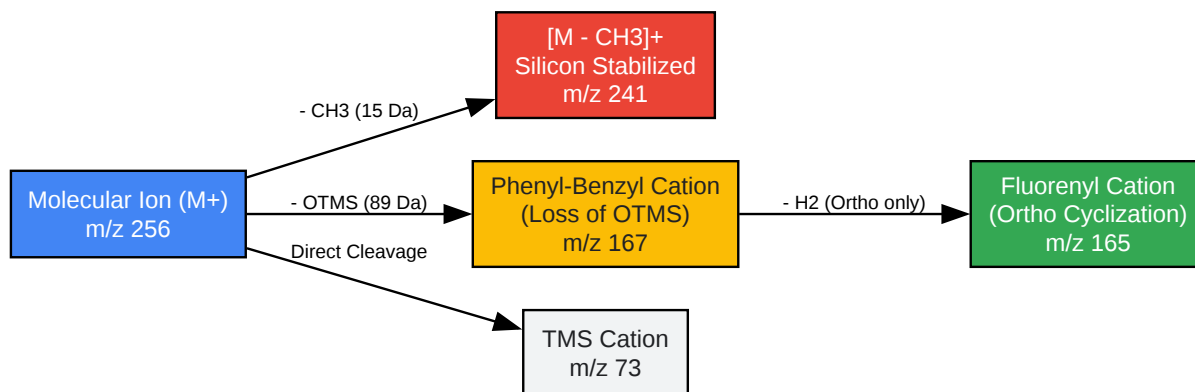 [M - CH3]+
Silicon Stabilized
m/z 241
- CH3 (15 Da)
Molecular Ion (M+)
m/z 256
- OTMS (89 Da)
Phenyl-Benzyl Cation
(Loss of OTMS)
m/z 167
- H2 (Ortho only)
Fluorenyl Cation
(Ortho Cyclization)
m/z 165
Direct Cleavage
TMS Cation
m/z 73